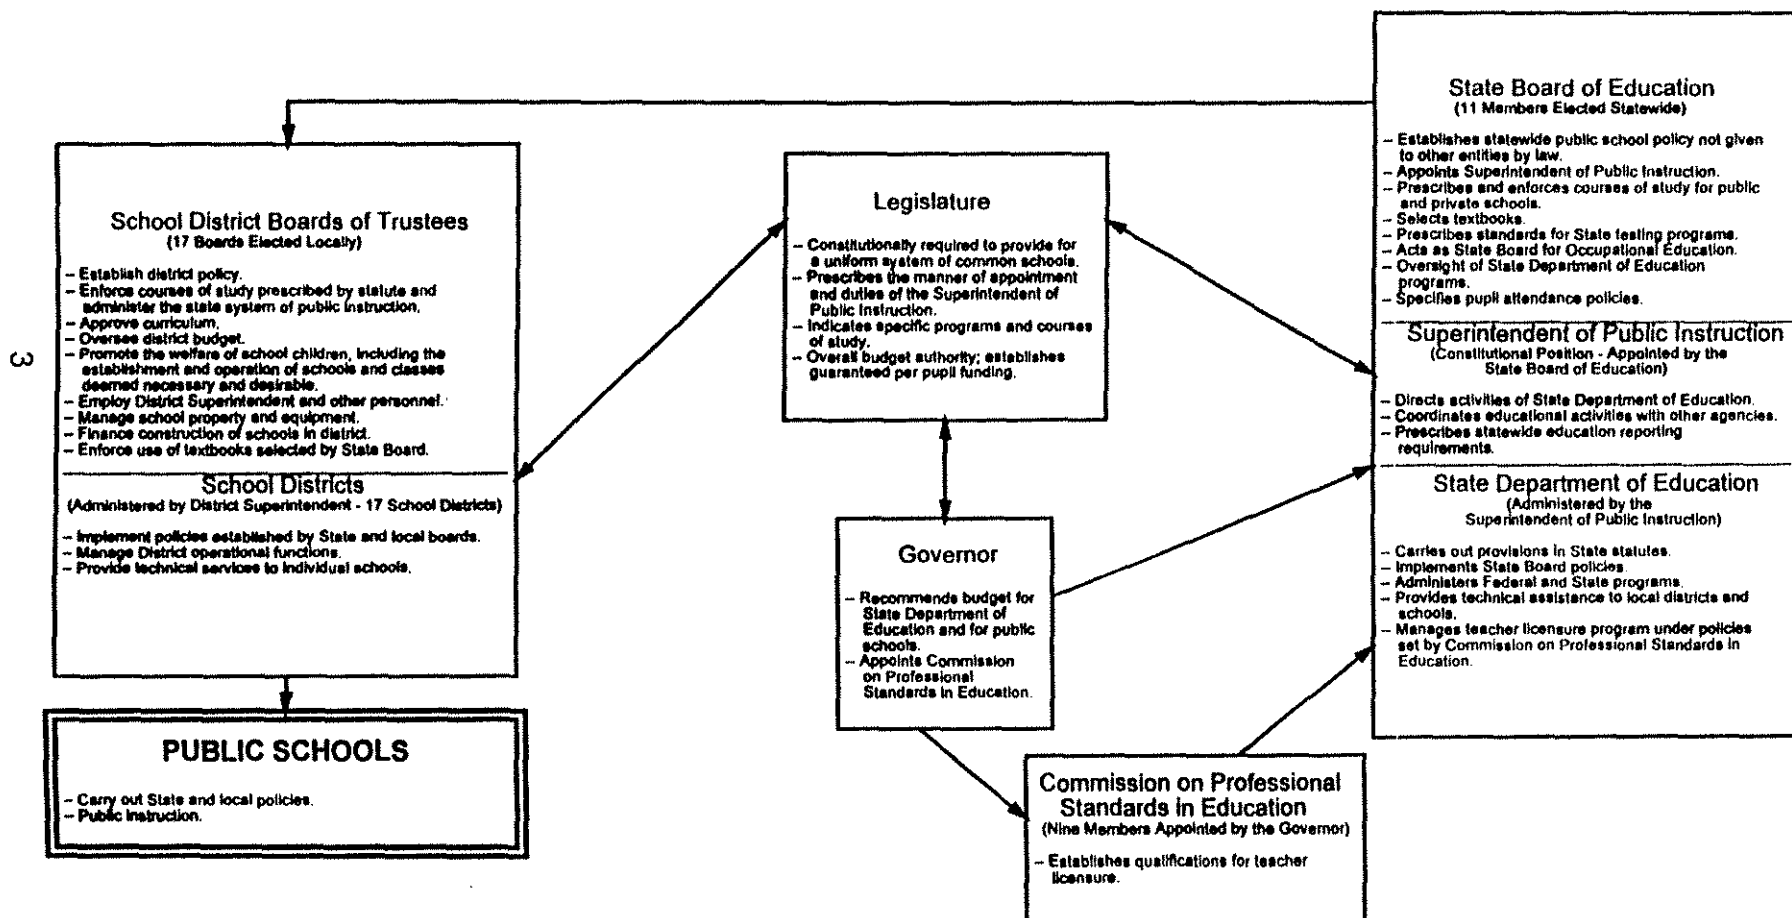 3
School District Boards of Trustees
(17 Boards Elected Locally)
– Establish district policy.
– Enforce courses of study prescribed by statute and
administer the state system of public instruction.
– Approve curriculum.
– Oversee district budget.
– Promote the welfare of school children, including the
establishment and operation of schools and classes
deemed necessary and desirable.
– Employ District Superintendent and other personnel.
– Manage school property and equipment.
– Finance construction of schools in district.
– Enforce use of textbooks selected by State Board.
School Districts
(Administered by District Superintendent - 17 School Districts)
– Implement policies established by State and local boards.
– Manage District operational functions.
– Provide technical services to individual schools.
PUBLIC SCHOOLS
– Carry out State and local policies.
– Public Instruction.
Legislature
– Constitutionally required to provide for
a uniform system of common schools.
– Prescribes the manner of appointment
and duties of the Superintendent of
Public Instruction.
– Indicates specific programs and courses
of study.
– Overall budget authority; establishes
guaranteed per pupil funding.
Governor
– Recommends budget for
State Department of
Education and for public
schools.
– Appoints Commission
on Professional
Standards in Education.
Commission on Professional
Standards in Education
(Nine Members Appointed by the Governor)
– Establishes qualifications for teacher
licensure.
State Board of Education
(11 Members Elected Statewide)
– Establishes statewide public school policy not given
to other entities by law.
– Appoints Superintendent of Public Instruction.
– Prescribes and enforces courses of study for public
and private schools.
– Selects textbooks.
– Prescribes standards for State testing programs.
– Acts as State Board for Occupational Education.
– Oversight of State Department of Education
programs.
– Specifies pupil attendance policies.
Superintendent of Public Instruction
(Constitutional Position - Appointed by the
State Board of Education)
– Directs activities of State Department of Education.
– Coordinates educational activities with other agencies.
– Prescribes statewide education reporting
requirements.
State Department of Education
(Administered by the
Superintendent of Public Instruction)
– Carries out provisions in State statutes.
– Implements State Board policies.
– Administers Federal and State programs.
– Provides technical assistance to local districts and
schools.
– Manages teacher licensure program under policies
set by Commission on Professional Standards in
Education.